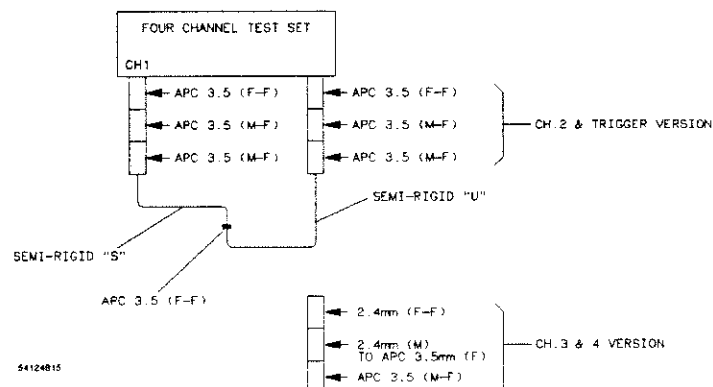 FOUR CHANNEL TEST SET
CH1
APC 3.5 (F-F)
APC 3.5 (F-F)
APC 3.5 (M-F)
APC 3.5 (M-F)
CH.2 & TRIGGER VERSION
APC 3.5 (M-F)
APC 3.5 (M-F)
SEMI-RIGID "U"
SEMI-RIGID "S"
APC 3.5 (F-F)
2.4mm (F-F)
2.4mm (M)
TO APC 3.5mm (F)
CH.3 & 4 VERSION
APC 3.5 (M-F)
54124B15